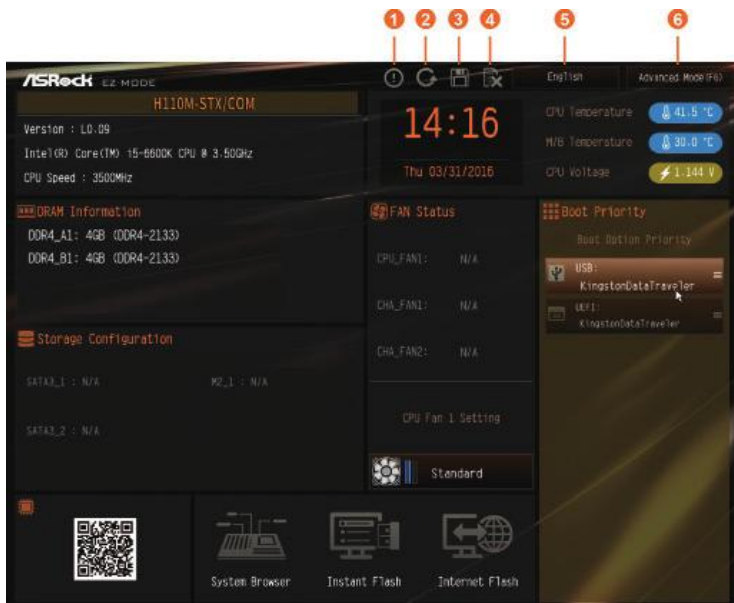 1 2 3 4 5 6
ASRock EZ MODE
English
Advanced Mode(F6)
H110M-STX/COM
Version : L0.09
Intel(R) Core(TM) i5-6600K CPU @ 3.50GHz
CPU Speed : 3500MHz
14:16
Thu 03/31/2016
CPU Temperature 41.5 °C
M/B Temperature 30.0 °C
CPU Voltage 1.144 V
DRAM Information
DDR4_A1: 4GB (DDR4-2133)
DDR4_B1: 4GB (DDR4-2133)
Storage Configuration
SATA3_1 : N/A M2_1 : N/A
SATA3_2 : N/A
FAN Status
CPU_FAN1: N/A
CHA_FAN1: N/A
CHA_FAN2: N/A
CPU Fan 1 Setting
Standard
Boot Priority
Boot Option Priority
USB:
KingstonDataTraveler
UEFI:
KingstonDataTraveler
System Browser
Instant Flash
Internet Flash